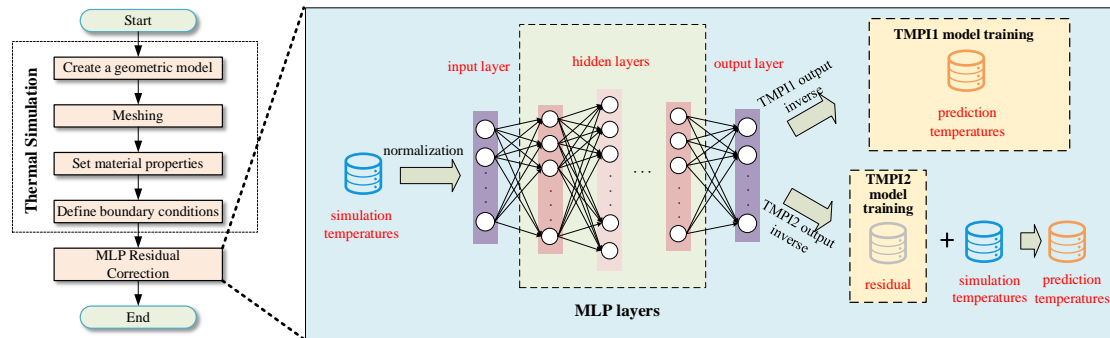 Start
Thermal Simulation
Create a geometric model
Meshing
Set material properties
Define boundary conditions
MLP Residual
Correction
End
simulation
temperatures
normalization
input layer
hidden layers
output layer
. . .
MLP layers
TMPI1 output
inverse
TMPI2 output
inverse
TMPI1 model training
prediction
temperatures
TMPI2
model
training
residual
+
simulation
temperatures
prediction
temperatures